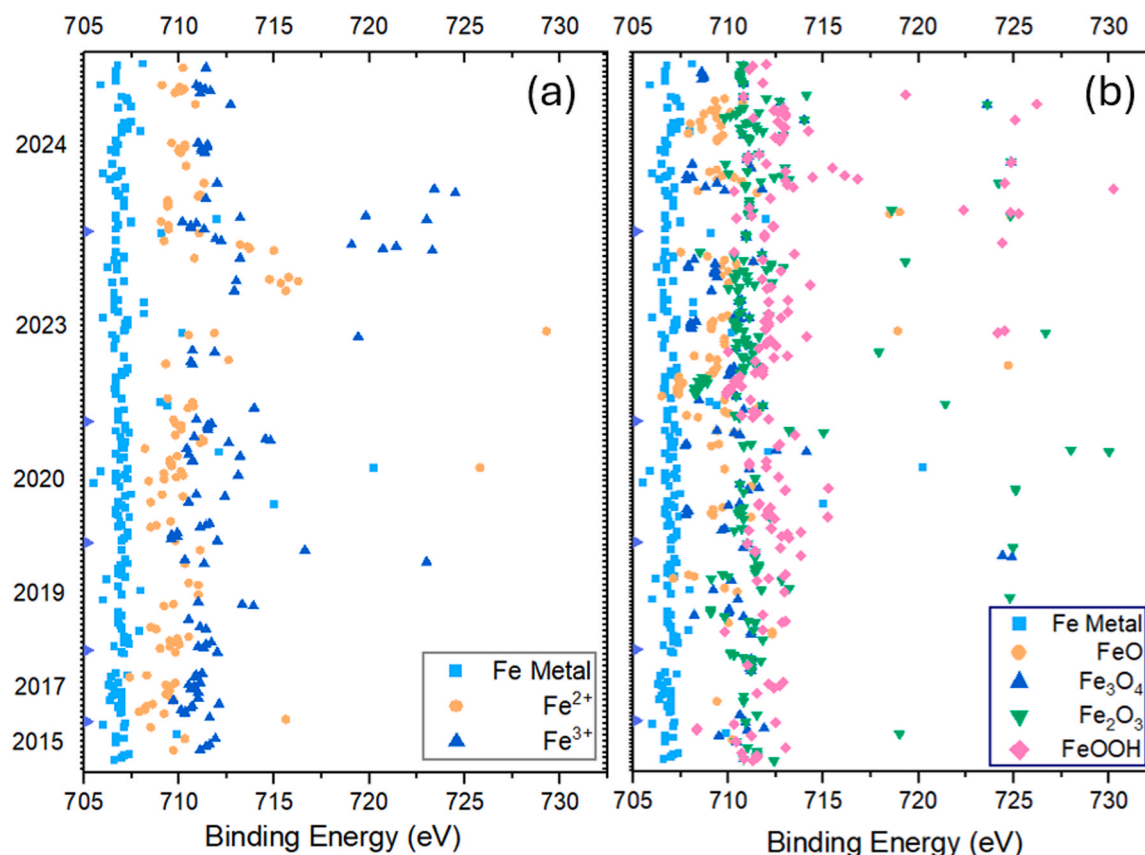 705 710 715 720 725 730 705 710 715 720 725 730
(a) (b)
2024
2023
2020
2019
2017
2015
Fe Metal
Fe2+
Fe3+
Fe Metal
FeO
Fe3O4
Fe2O3
FeOOH
705 710 715 720 725 730 705 710 715 720 725 730
Binding Energy (eV) Binding Energy (eV)